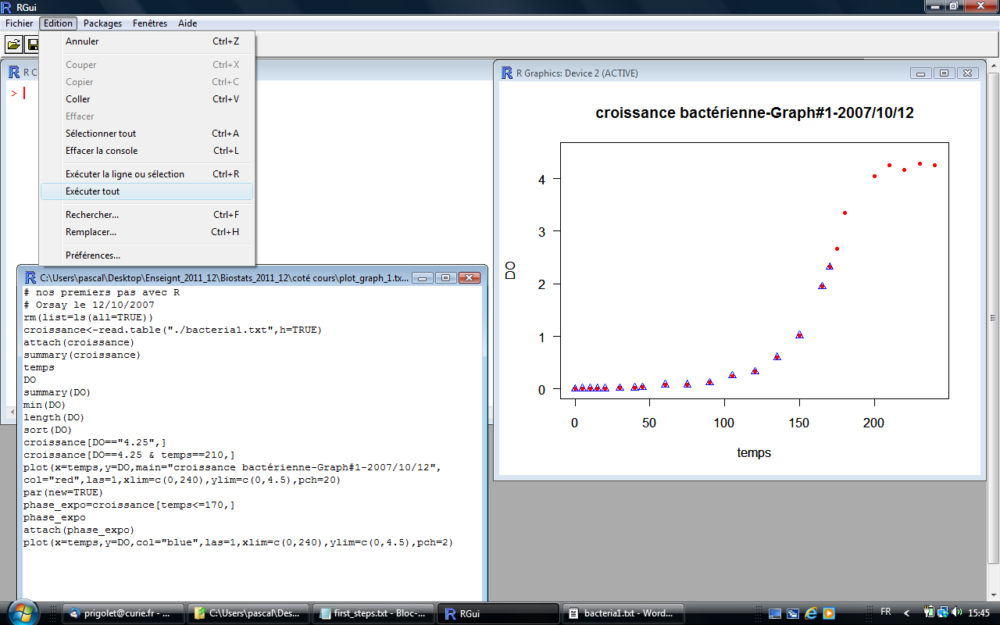 RGui
Fichier Edition Packages Fenêtres Aide
Annuler Ctrl+Z
Couper Ctrl+X
Copier Ctrl+C
Coller Ctrl+V
Effacer
Sélectionner tout Ctrl+A
Effacer la console Ctrl+L
Exécuter la ligne ou sélection Ctrl+R
Exécuter tout
Rechercher... Ctrl+F
Remplacer... Ctrl+H
Préférences...
R C
>
R Graphics: Device 2 (ACTIVE)
croissance bactérienne-Graph#1-2007/10/12
4
3
2
1
0
DO
0 50 100 150 200
temps
C:\Users\pascal\Desktop\Enseignt_2011_12\Biostats_2011_12\coté cours\plot_graph_1.tx...
# nos premiers pas avec R
# Orsay le 12/10/2007
rm(list=ls(all=TRUE))
croissance<-read.table("./bacteria1.txt",h=TRUE)
attach(croissance)
summary(croissance)
temps
DO
summary(DO)
min(DO)
length(DO)
sort(DO)
croissance[DO=="4.25",]
croissance[DO==4.25 & temps==210,]
plot(x=temps,y=DO,main="croissance bactérienne-Graph#1-2007/10/12",
col="red",las=1,xlim=c(0,240),ylim=c(0,4.5),pch=20)
par(new=TRUE)
phase_expo=croissance[temps<=170,]
phase_expo
attach(phase_expo)
plot(x=temps,y=DO,col="blue",las=1,xlim=c(0,240),ylim=c(0,4.5),pch=2)
prigolet@curie.fr - ... C:\Users\pascal\Des... first_steps.txt - Bloc-... RGui bacteria1.txt - Word... FR 15:45